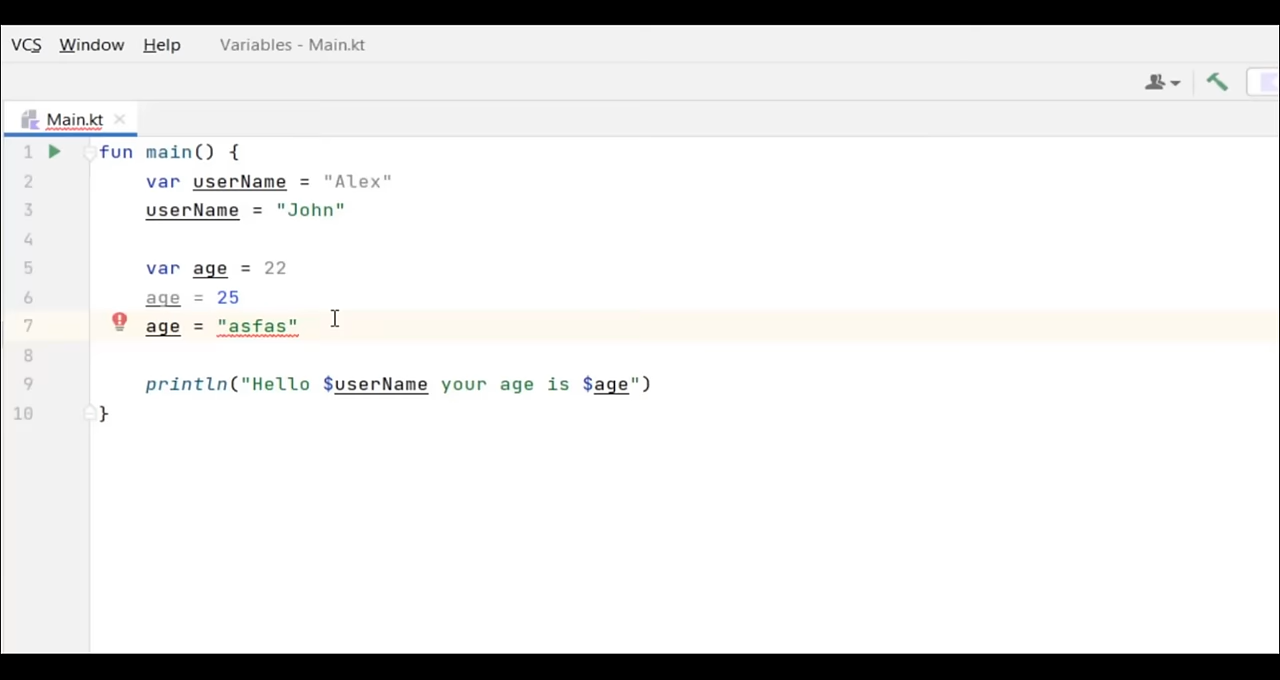 VCS Window Help Variables - Main.kt
Main.kt
1 fun main() {
2 var userName = "Alex"
3 userName = "John"
4
5 var age = 22
6 age = 25
7 age = "asfas"
8
9 println("Hello $userName your age is $age")
10 }